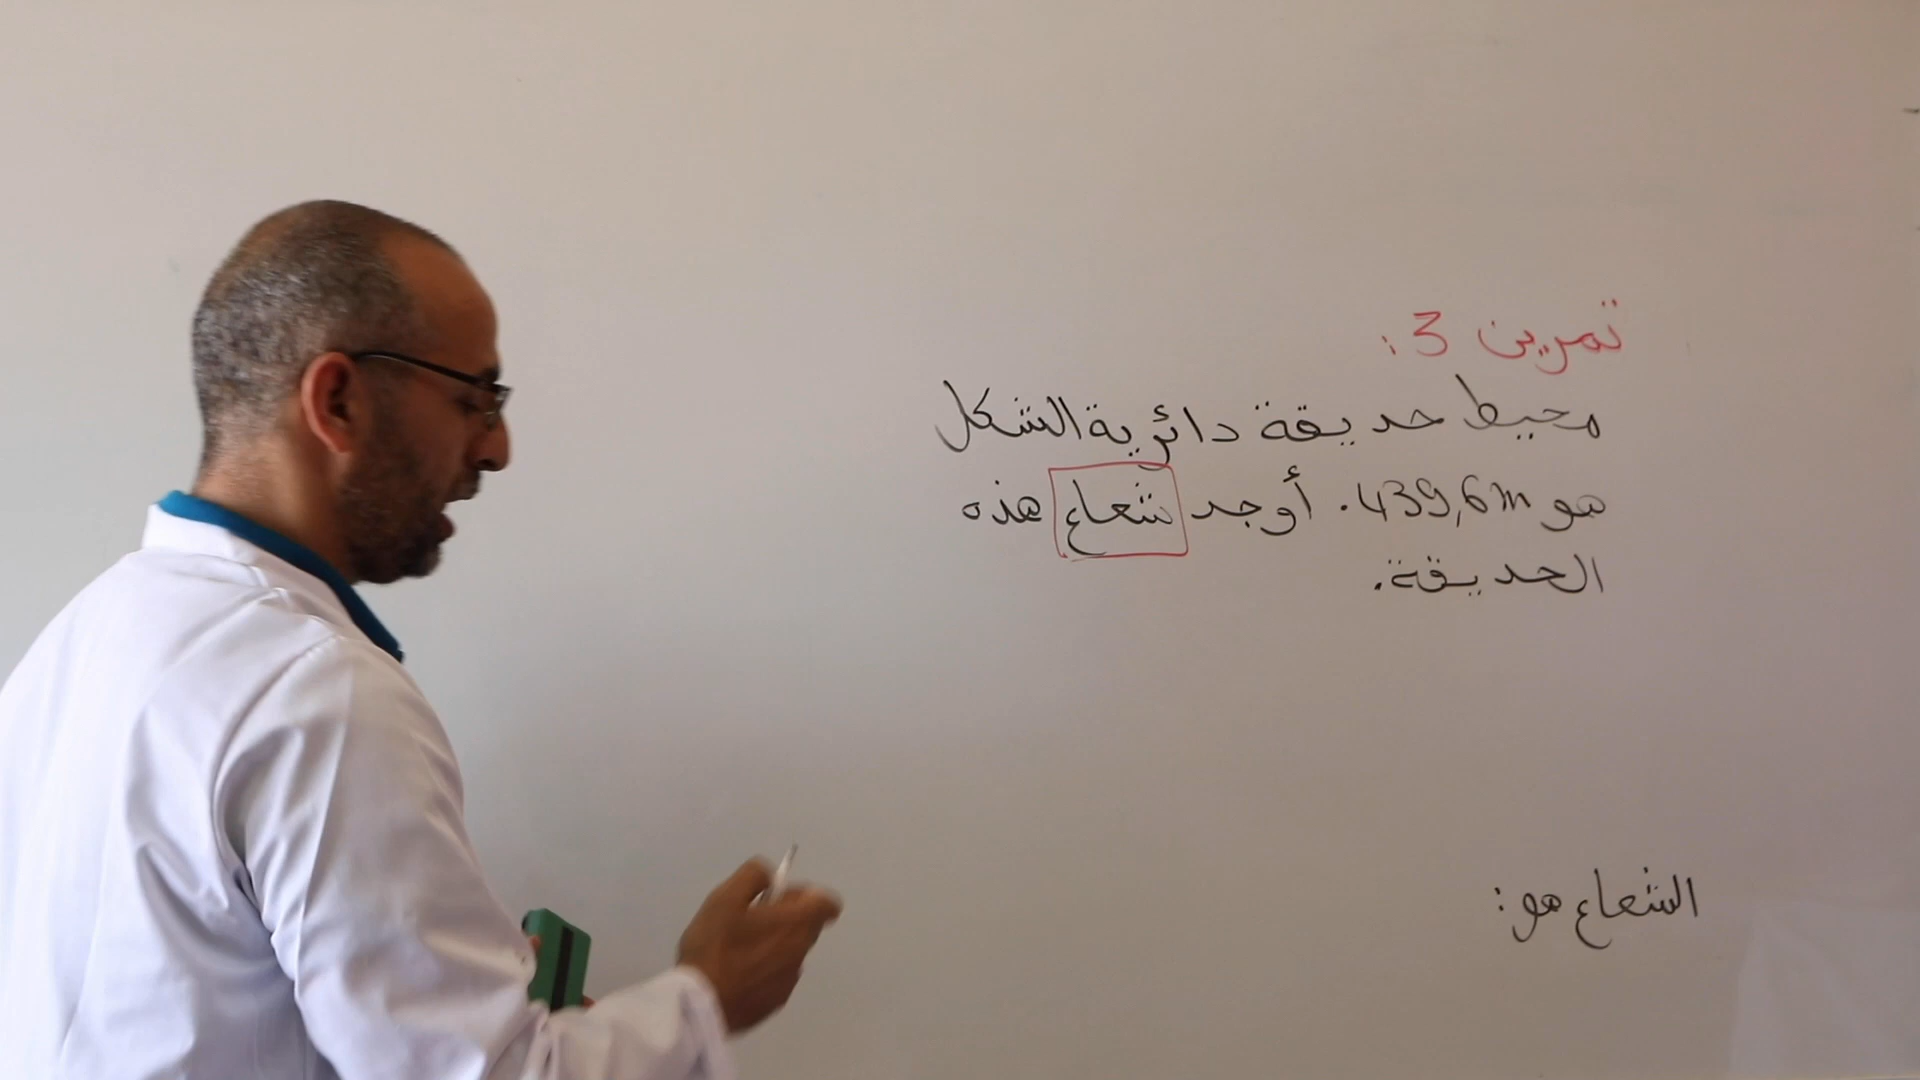 تمرين 3:
محيط حديقة دائرية الشكل
هو 439,6m. أوجد شعاع هذه
الحديقة.
الشعاع هو: